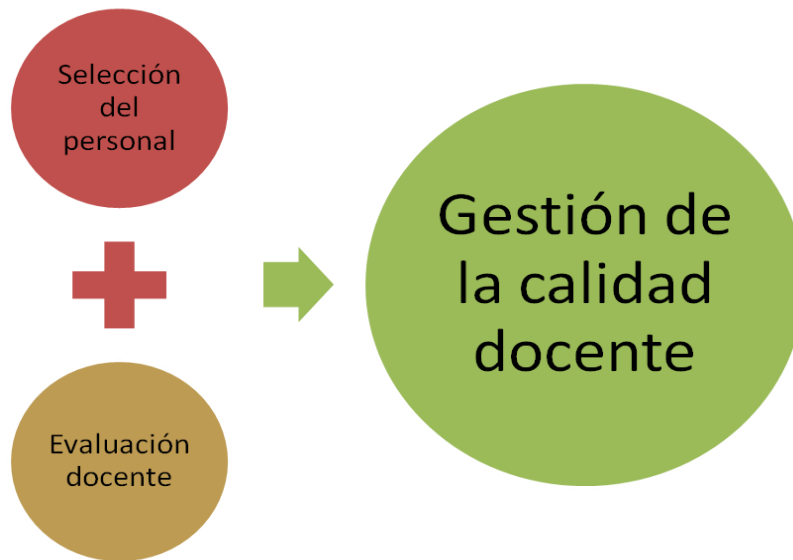 Selección
del
personal
Evaluación
docente
Gestión de
la calidad
docente